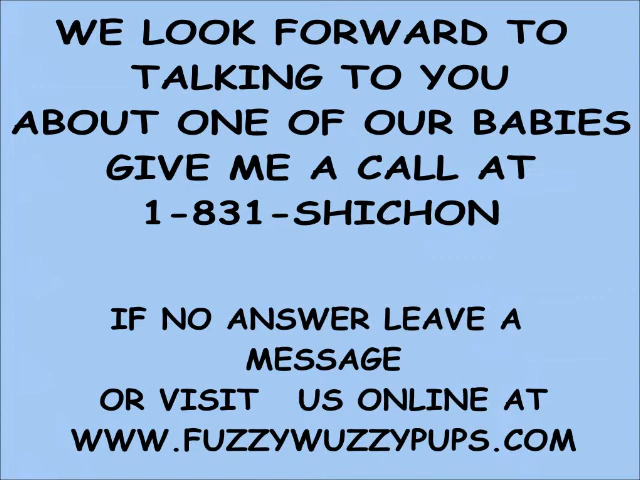 WE LOOK FORWARD TO
TALKING TO YOU
ABOUT ONE OF OUR BABIES
GIVE ME A CALL AT
1-831-SHICHON
IF NO ANSWER LEAVE A
MESSAGE
OR VISIT US ONLINE AT
WWW.FUZZYWUZZYPUPS.COM